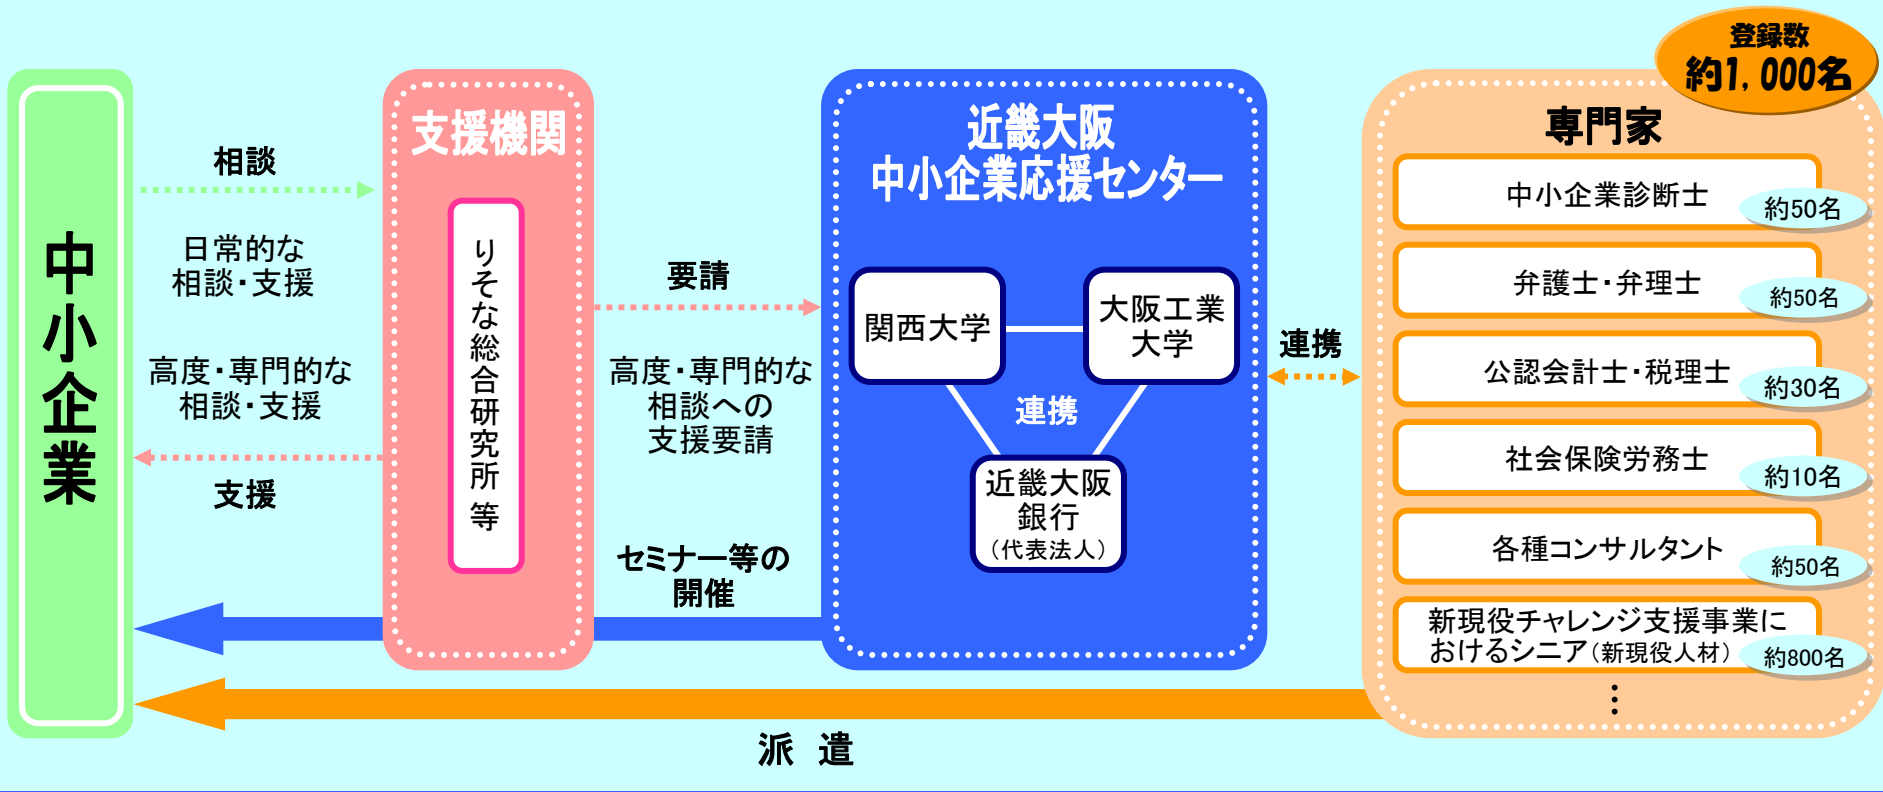 登録数
約1,000名
中小企業
相談
日常的な
相談・支援
高度・専門的な
相談・支援
支援
支援機関
りそな総合研究所 等
要請
高度・専門的な
相談への
支援要請
セミナー等の
開催
近畿大阪
中小企業応援センター
関西大学
大阪工業
大学
連携
近畿大阪
銀行
（代表法人）
連携
専門家
中小企業診断士
約50名
弁護士・弁理士
約50名
公認会計士・税理士
約30名
社会保険労務士
約10名
各種コンサルタント
約50名
新現役チャレンジ支援事業に
おけるシニア（新現役人材）
約800名
⋮
派 遣